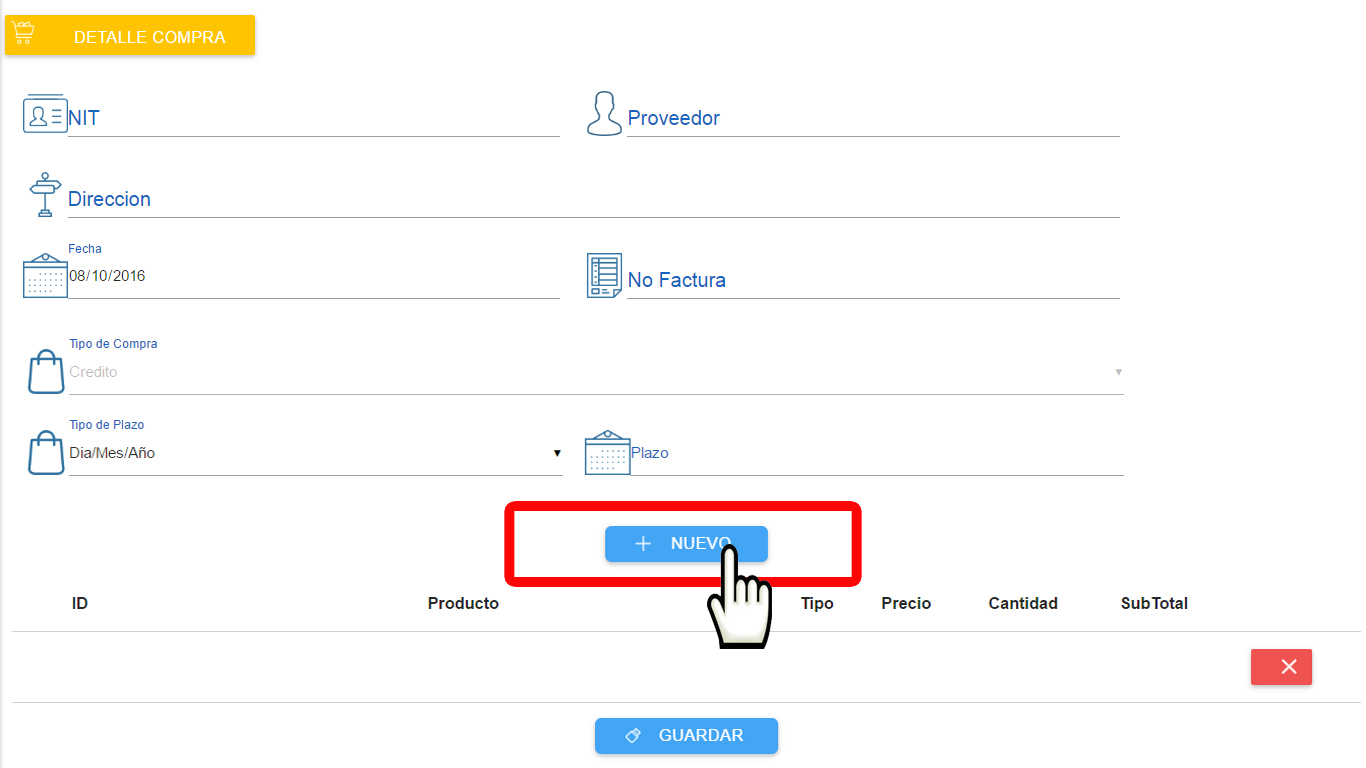 DETALLE COMPRA
NIT
Proveedor
Direccion
Fecha
08/10/2016
No Factura
Tipo de Compra
Credito
Tipo de Plazo
Dia/Mes/Año
Plazo
NUEVO
ID Producto Tipo Precio Cantidad SubTotal
GUARDAR